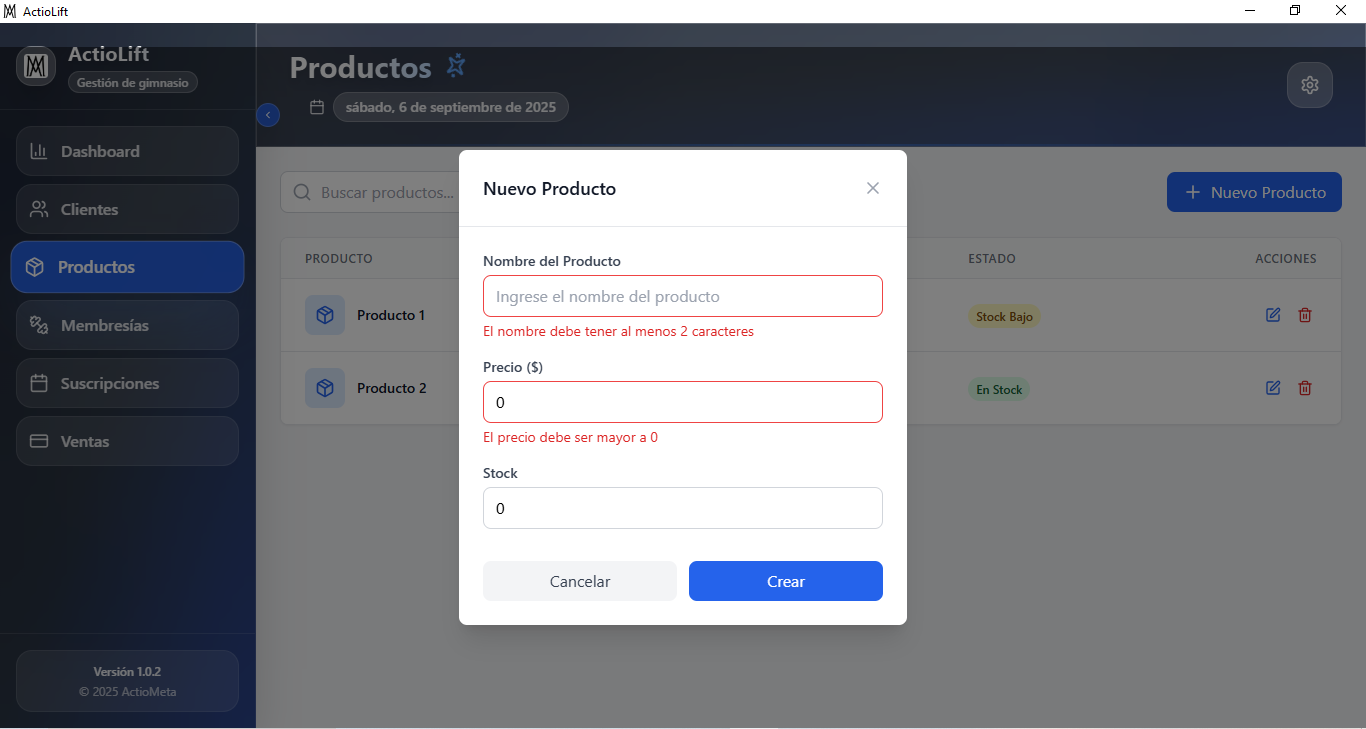 ActioLift
ActioLift
Gestión de gimnasio
Dashboard
Clientes
Productos
Membresías
Suscripciones
Ventas
Versión 1.0.2
© 2025 ActioMeta
Productos
sábado, 6 de septiembre de 2025
Buscar productos...
Nuevo Producto
PRODUCTO
ESTADO
ACCIONES
Producto 1
Stock Bajo
Producto 2
En Stock
Nuevo Producto
Nombre del Producto
Ingrese el nombre del producto
El nombre debe tener al menos 2 caracteres
Precio ($)
0
El precio debe ser mayor a 0
Stock
0
Cancelar
Crear